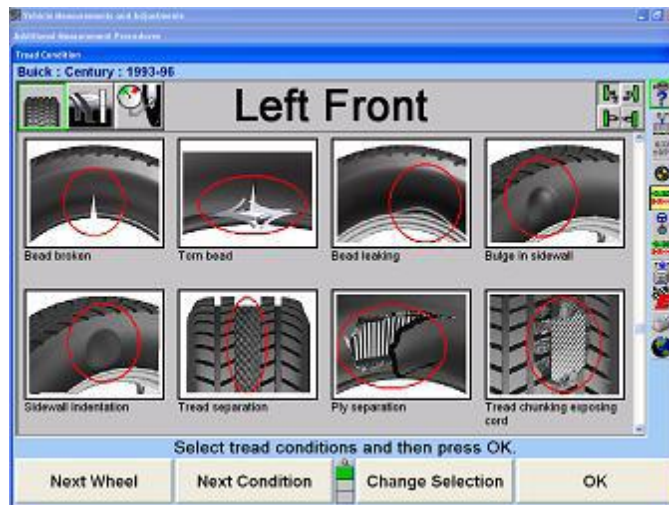 Vehicle Measurements and Adjustments
Additional Measurement Procedures
Tread Condition
Buick : Century : 1993-96
Left Front
Bead broken
Torn bead
Bead leaking
Bulge in sidewall
Sidewall indentation
Tread separation
Ply separation
Tread chunking exposing
cord
Select tread conditions and then press OK.
Next Wheel
Next Condition
Change Selection
OK